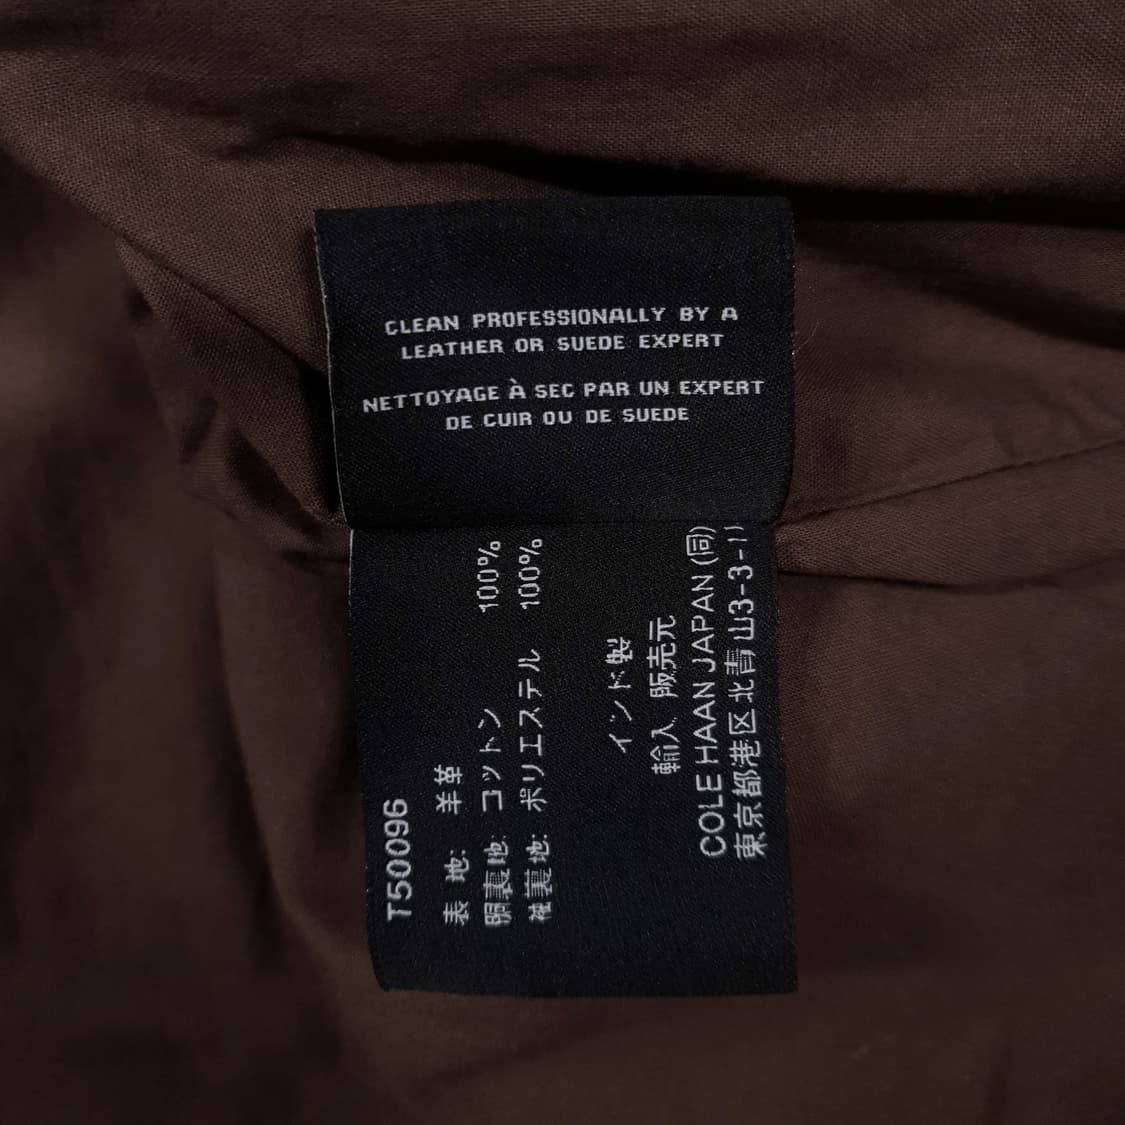 CLEAN PROFESSIONALLY BY A
LEATHER OR SUEDE EXPERT
NETTOYAGE À SEC PAR UN EXPERT
DE CUIR OU DE SUEDE
T50096
表 地: 羊革
胴裏地: コットン 100%
袖裏地: ポリエステル 100%
インド製
輸入 販売元
COLE HAAN JAPAN (同)
東京都港区北青山3-3-11